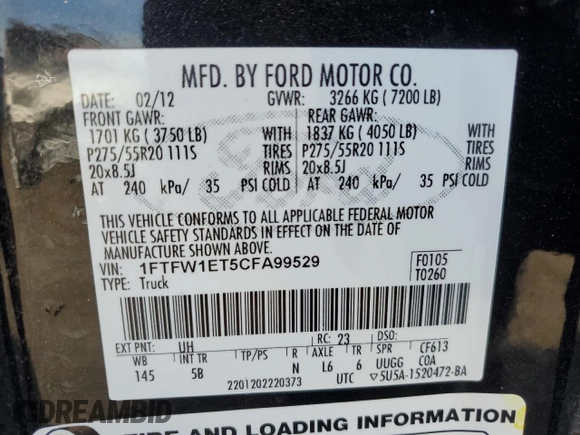 MFD. BY FORD MOTOR CO.
DATE: 02/12 GVWR: 3266 KG ( 7200 LB)
FRONT GAWR: REAR GAWR:
1701 KG ( 3750 LB) WITH 1837 KG ( 4050 LB) WITH
P275/55R20 111S TIRES P275/55R20 111S TIRES
20x8.5J RIMS 20x8.5J RIMS
AT 240 kPa/ 35 PSI COLD AT 240 kPa/ 35 PSI COLD
THIS VEHICLE CONFORMS TO ALL APPLICABLE FEDERAL MOTOR
VEHICLE SAFETY STANDARDS IN EFFECT ON THE DATE OF
MANUFACTURE SHOWN ABOVE.
VIN: 1FTFW1ET5CFA99529 F0105
TYPE: Truck T0260
EXT PNT: UH RC: 23 DSO:
WB INT TR TP/PS R AXLE TR SPR CF613
145 5B N L6 6 UUGG COA
2201202220373 UTC 5U5A-1520472-BA
TIRE AND LOADING INFORMATION
DREAMBID